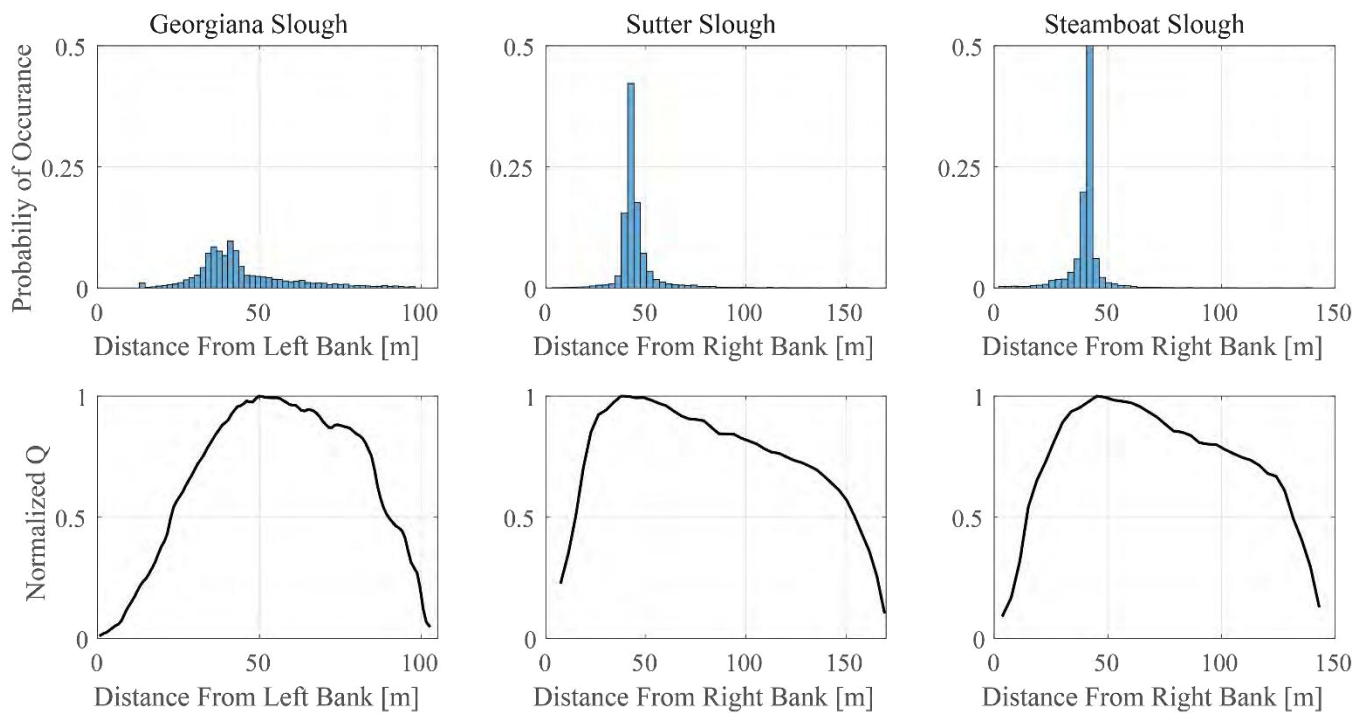 Georgiana Slough
Sutter Slough
Steamboat Slough
Probabiliy of Occurance
0.5
0.25
0
0 50 100
Distance From Left Bank [m]
0.5
0.25
0
0 50 100 150
Distance From Right Bank [m]
0.5
0.25
0
0 50 100 150
Distance From Right Bank [m]
Normalized Q
1
0.5
0
0 50 100
Distance From Left Bank [m]
1
0.5
0
0 50 100 150
Distance From Right Bank [m]
1
0.5
0
0 50 100 150
Distance From Right Bank [m]